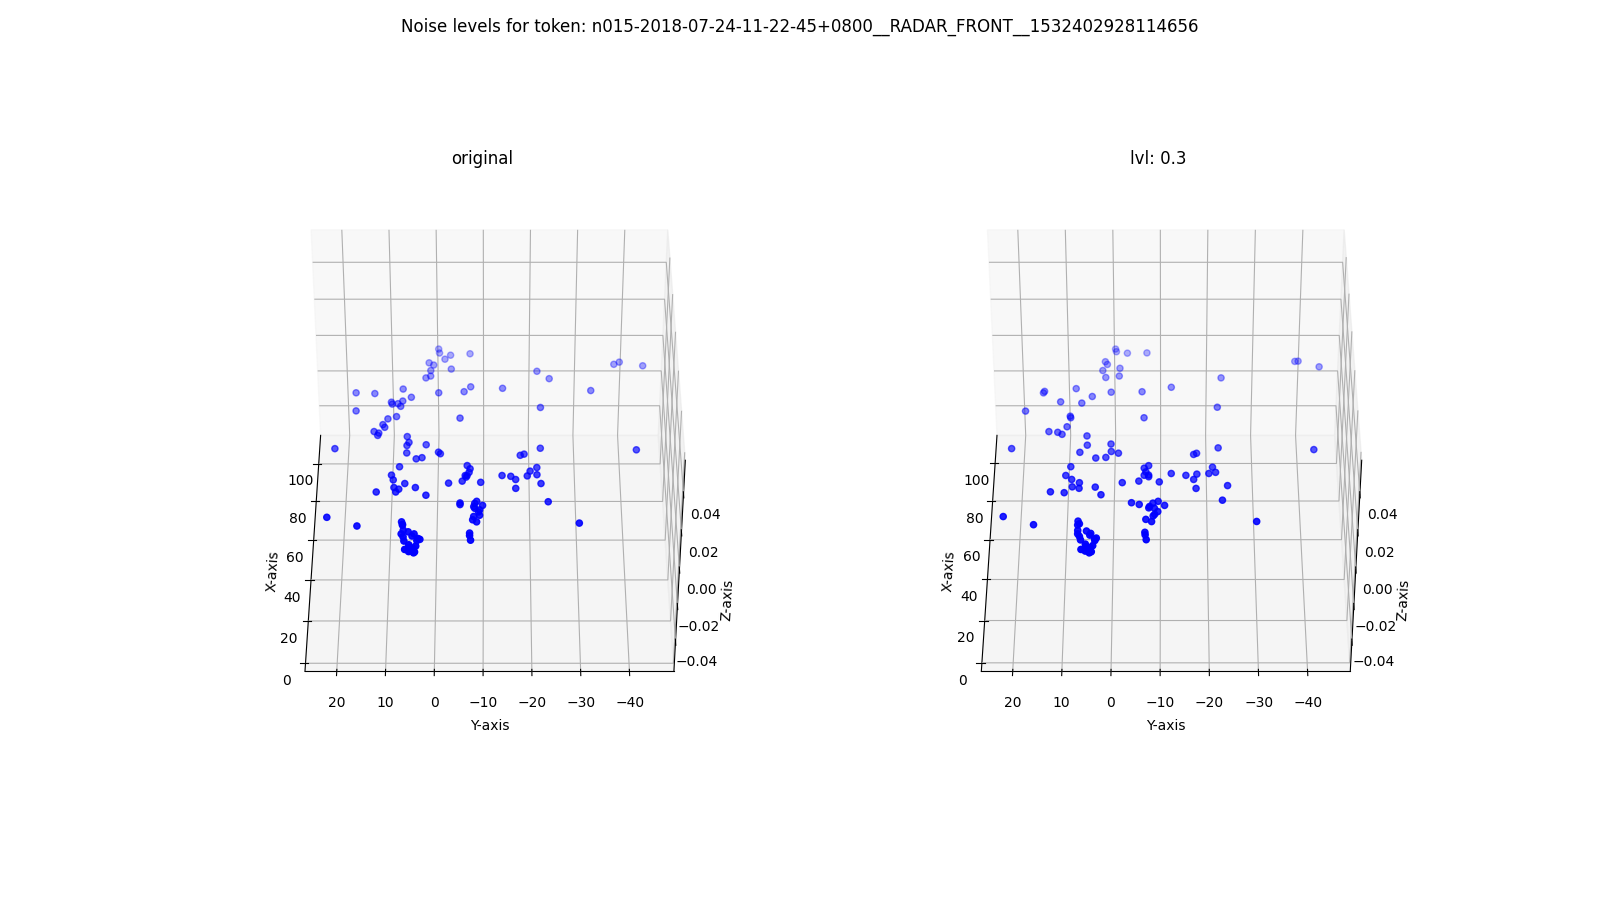 Noise levels for token: n015-2018-07-24-11-22-45+0800__RADAR_FRONT__1532402928114656
original
lvl: 0.3
100
80
60
40
20
0
X-axis
20 10 0 −10 −20 −30 −40
Y-axis
0.04
0.02
0.00
−0.02
−0.04
Z-axis
100
80
60
40
20
0
X-axis
20 10 0 −10 −20 −30 −40
Y-axis
0.04
0.02
0.00
−0.02
−0.04
Z-axis